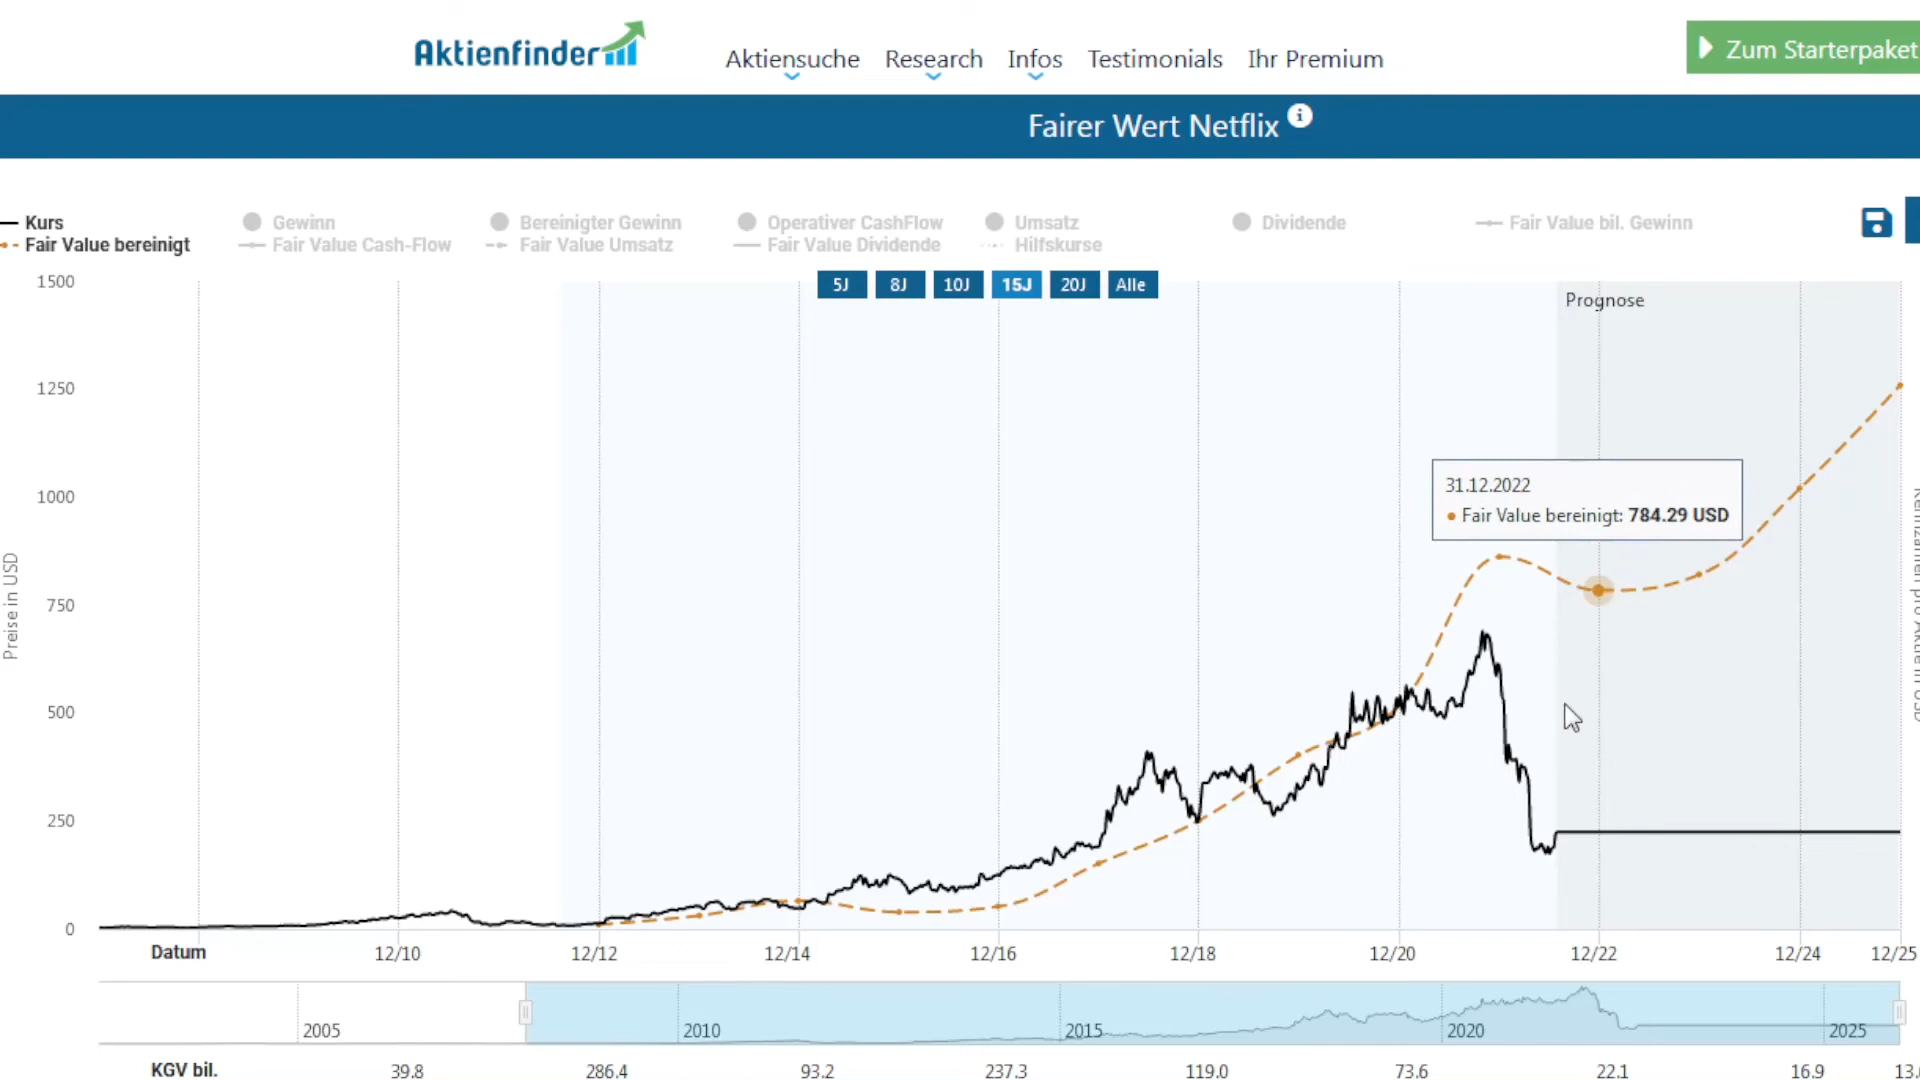 Aktienfinder
Aktiensuche Research Infos Testimonials Ihr Premium
Zum Starterpaket
Fairer Wert Netflix
Kurs Gewinn Bereinigter Gewinn Operativer CashFlow Umsatz Dividende Fair Value bil. Gewinn
Fair Value bereinigt Fair Value Cash-Flow Fair Value Umsatz Fair Value Dividende Hilfskurse
5J 8J 10J 15J 20J Alle
Prognose
1500
1250
1000
750
500
250
0
Preise in USD
31.12.2022
Fair Value bereinigt: 784.29 USD
Kennzahlen pro Aktie in USD
Datum 12/10 12/12 12/14 12/16 12/18 12/20 12/22 12/24 12/25
2005 2010 2015 2020 2025
KGV bil. 39.8 286.4 93.2 237.3 119.0 73.6 22.1 16.9